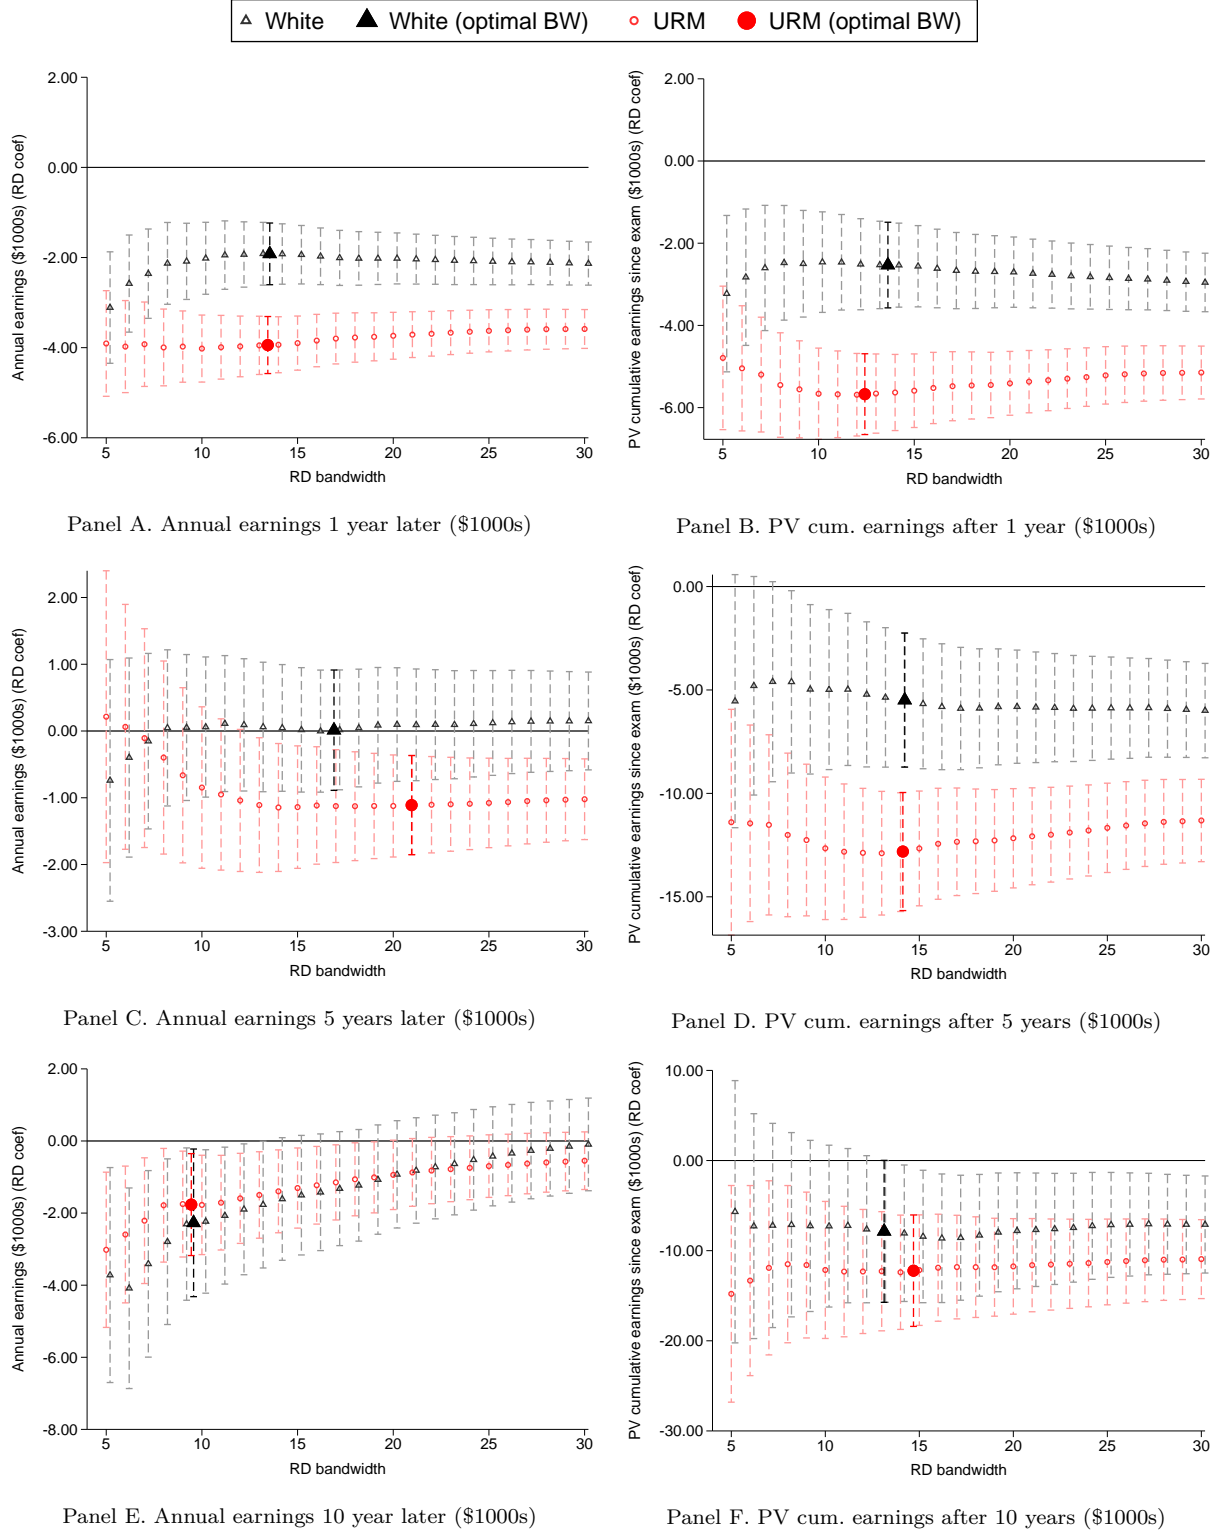 White White (optimal BW) URM URM (optimal BW)
Annual earnings ($1000s) (RD coef)
2.00
0.00
-2.00
-4.00
-6.00
5 10 15 20 25 30
RD bandwidth
Panel A. Annual earnings 1 year later ($1000s)
PV cumulative earnings since exam ($1000s) (RD coef)
2.00
0.00
-2.00
-4.00
-6.00
5 10 15 20 25 30
RD bandwidth
Panel B. PV cum. earnings after 1 year ($1000s)
Annual earnings ($1000s) (RD coef)
2.00
1.00
0.00
-1.00
-2.00
-3.00
5 10 15 20 25 30
RD bandwidth
Panel C. Annual earnings 5 years later ($1000s)
PV cumulative earnings since exam ($1000s) (RD coef)
0.00
-5.00
-10.00
-15.00
5 10 15 20 25 30
RD bandwidth
Panel D. PV cum. earnings after 5 years ($1000s)
Annual earnings ($1000s) (RD coef)
2.00
0.00
-2.00
-4.00
-6.00
-8.00
5 10 15 20 25 30
RD bandwidth
Panel E. Annual earnings 10 year later ($1000s)
PV cumulative earnings since exam ($1000s) (RD coef)
10.00
0.00
-10.00
-20.00
-30.00
5 10 15 20 25 30
RD bandwidth
Panel F. PV cum. earnings after 10 years ($1000s)